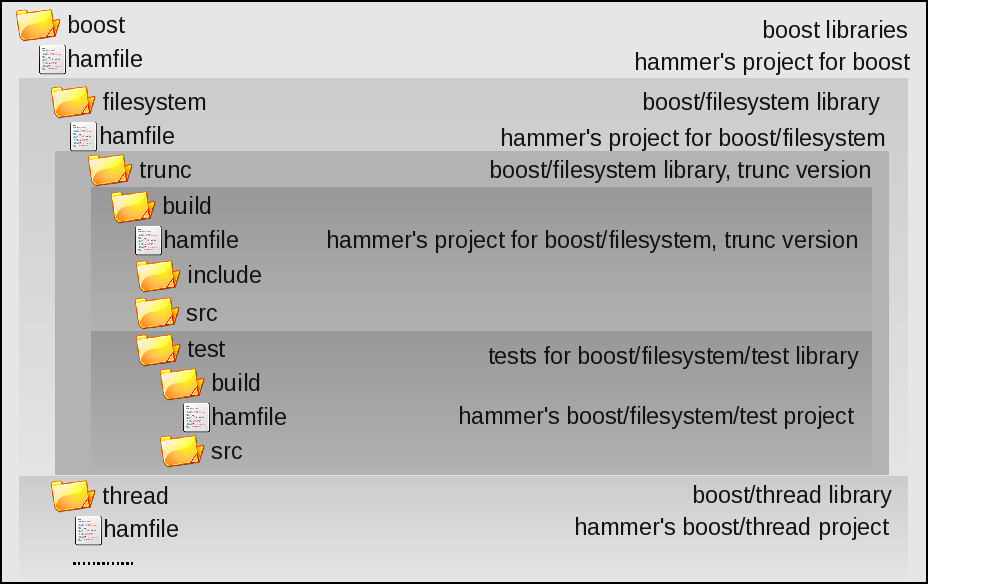 boost boost libraries
hamfile hammer's project for boost
filesystem boost/filesystem library
hamfile hammer's project for boost/filesystem
trunc boost/filesystem library, trunc version
build
hamfile hammer's project for boost/filesystem, trunc version
include
src
test tests for boost/filesystem/test library
build
hamfile hammer's boost/filesystem/test project
src
thread boost/thread library
hamfile hammer's boost/thread project
.............